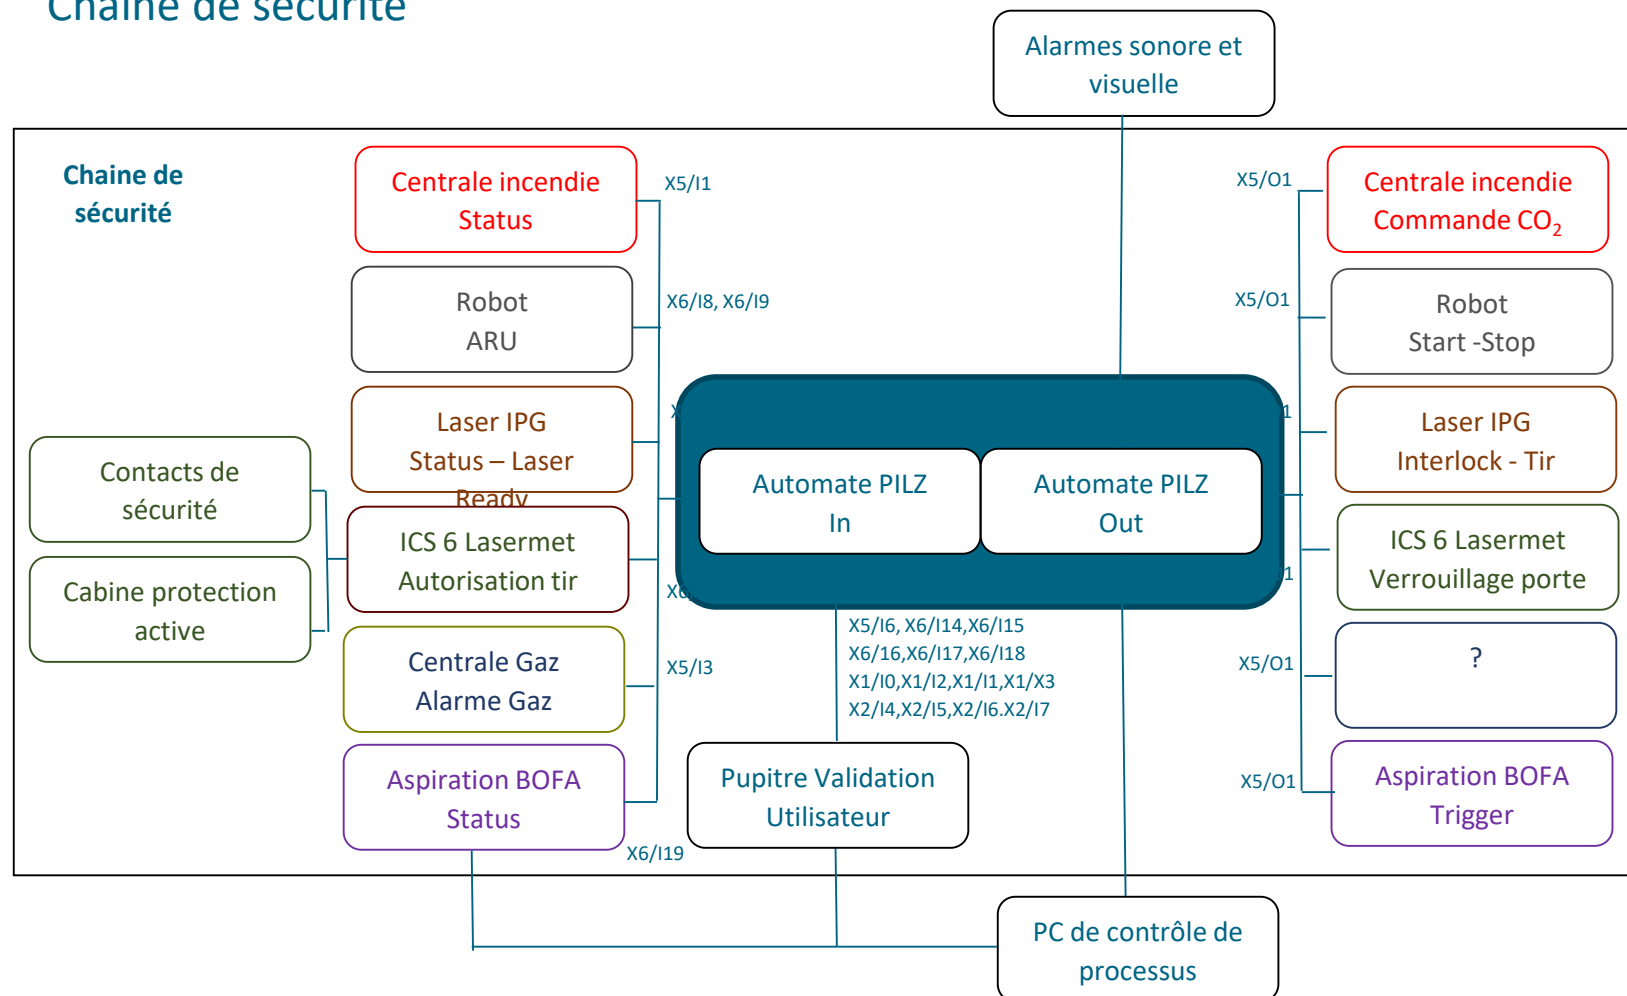 Chaine de sécurité
Alarmes sonore et
visuelle
Chaine de
sécurité
Centrale incendie
Status
X5/I1
Robot
ARU
X6/I8, X6/I9
Laser IPG
Status – Laser
Ready
Contacts de
sécurité
Cabine protection
active
ICS 6 Lasermet
Autorisation tir
Centrale Gaz
Alarme Gaz
X5/I3
Aspiration BOFA
Status
X6/I19
Automate PILZ
In
Automate PILZ
Out
X5/I6, X6/I14,X6/I15
X6/16,X6/I17,X6/I18
X1/I0,X1/I2,X1/I1,X1/X3
X2/I4,X2/I5,X2/I6.X2/I7
Pupitre Validation
Utilisateur
PC de contrôle de
processus
X5/O1
Centrale incendie
Commande CO₂
X5/O1
Robot
Start -Stop
Laser IPG
Interlock - Tir
ICS 6 Lasermet
Verrouillage porte
X5/O1
?
X5/O1
Aspiration BOFA
Trigger